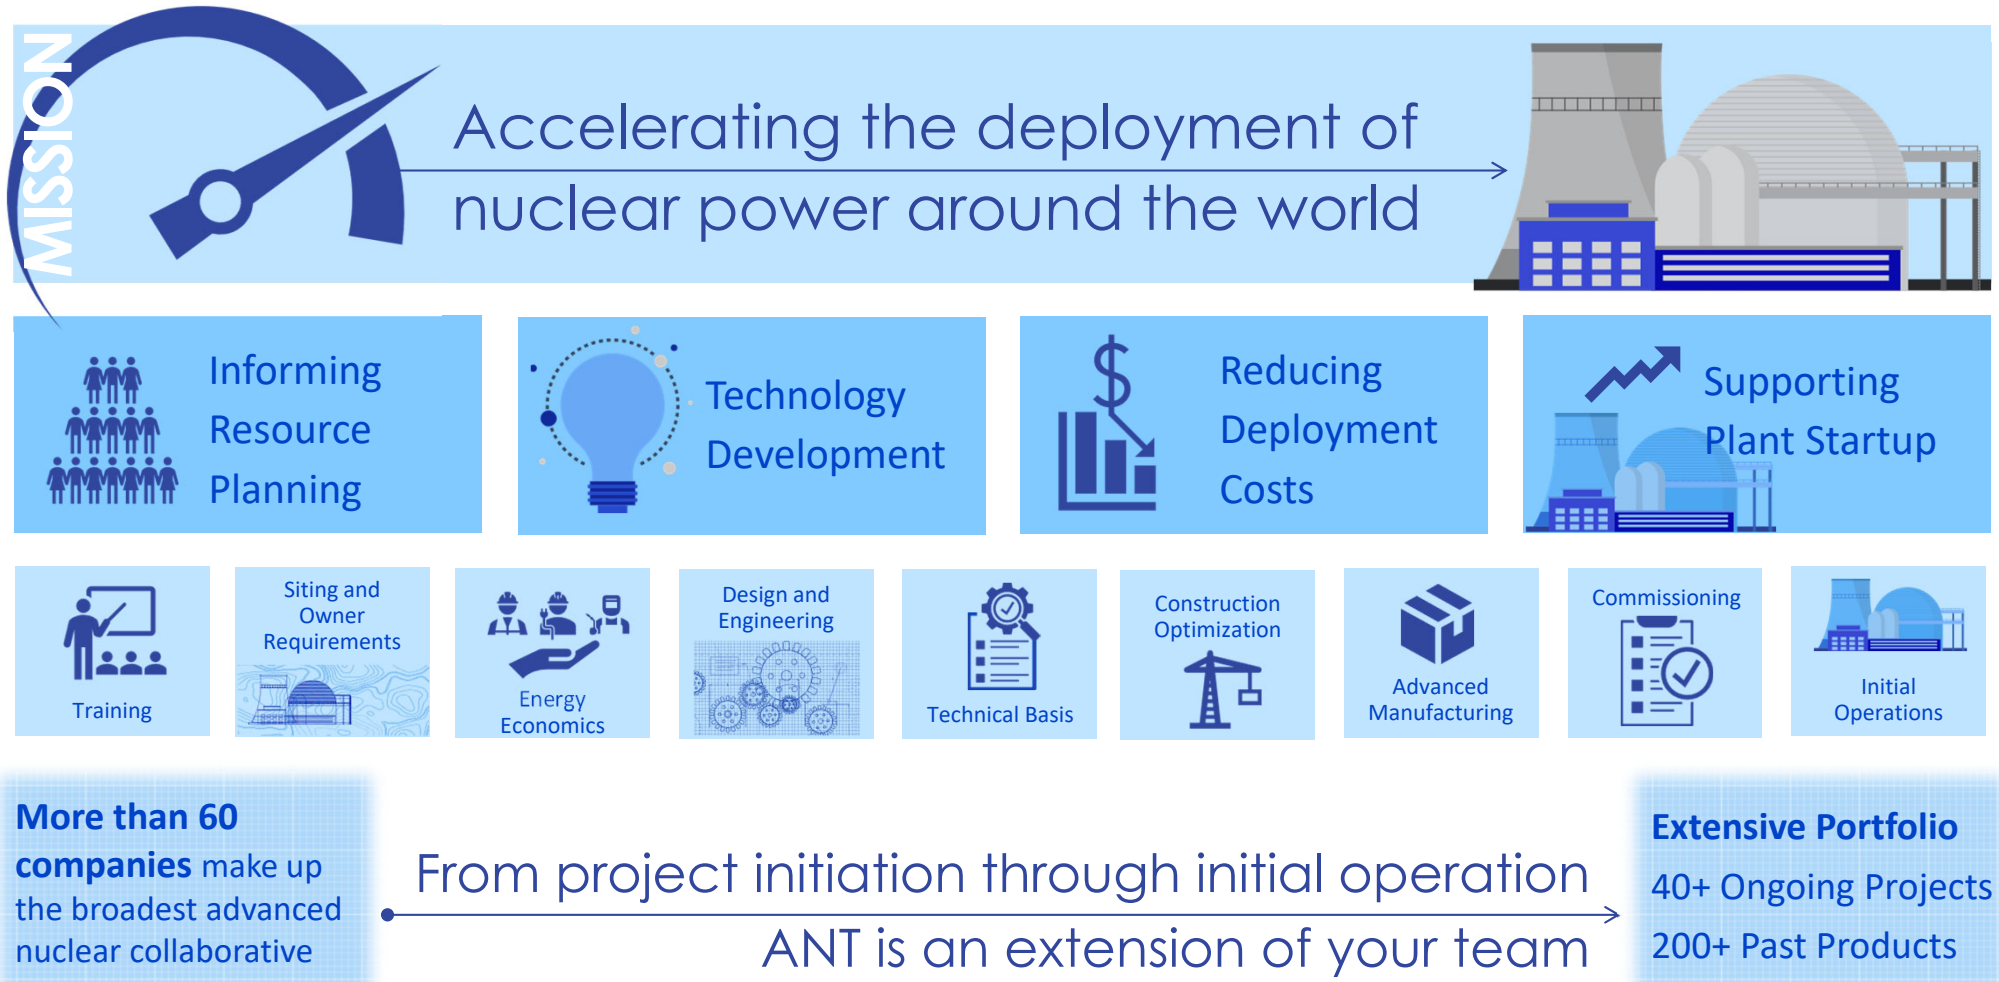 MISSION
Accelerating the deployment of
nuclear power around the world
Informing
Resource
Planning
Technology
Development
Reducing
Deployment
Costs
Supporting
Plant Startup
Training
Siting and
Owner
Requirements
Energy
Economics
Design and
Engineering
Technical Basis
Construction
Optimization
Advanced
Manufacturing
Commissioning
Initial
Operations
More than 60
companies make up
the broadest advanced
nuclear collaborative
From project initiation through initial operation
ANT is an extension of your team
Extensive Portfolio
40+ Ongoing Projects
200+ Past Products